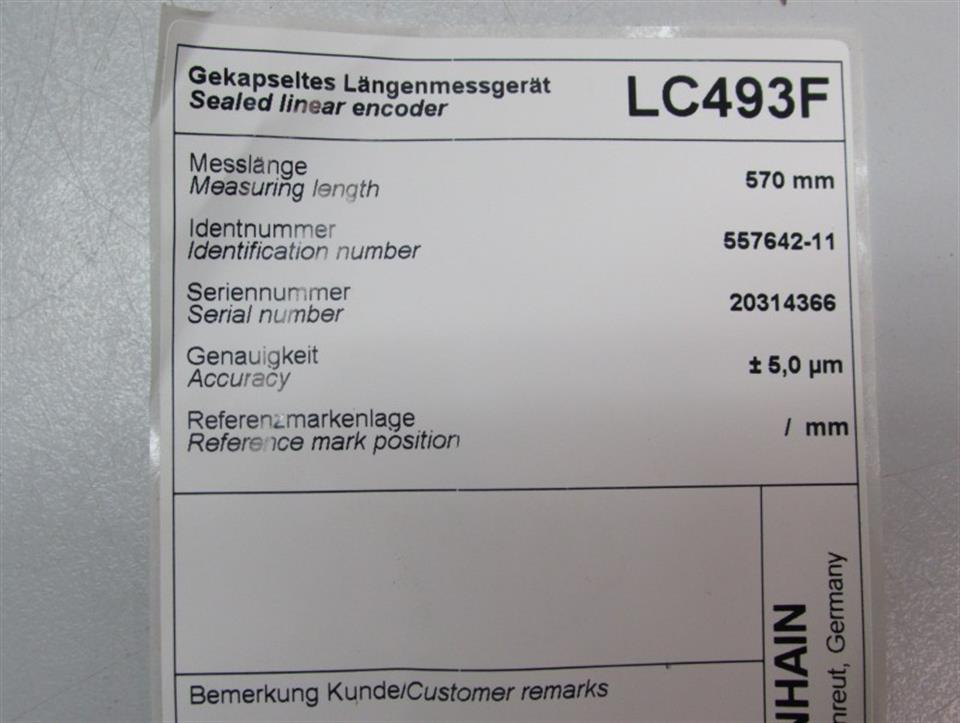 Gekapseltes Längenmessgerät
Sealed linear encoder
LC493F
Messlänge
Measuring length
570 mm
Identnummer
Identification number
557642-11
Seriennummer
Serial number
20314366
Genauigkeit
Accuracy
± 5,0 µm
Referenzmarkenlage
Reference mark position
/ mm
Bemerkung Kunde/Customer remarks
NHAIN
nreut, Germany